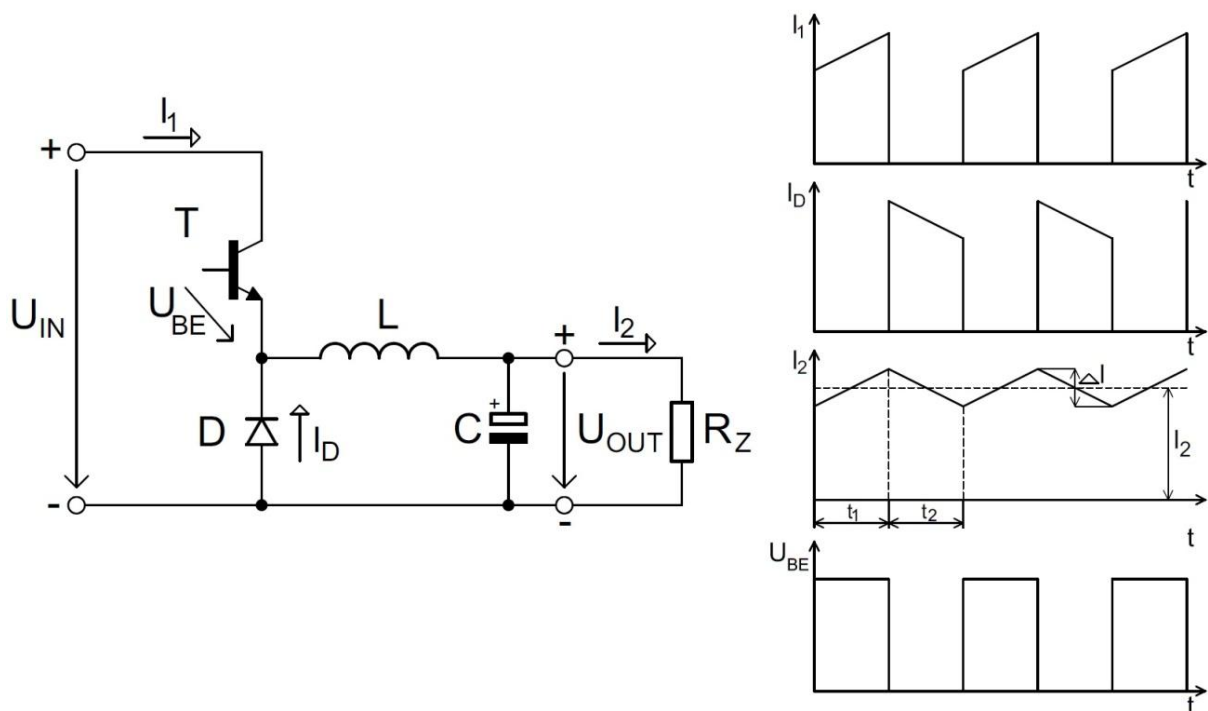 I1
+
T
UIN
UBE
L
+
I2
D
ID
+
C
UOUT
RZ
-
-
I1
t
ID
t
I2
ΔI
I2
t1
t2
t
UBE
t